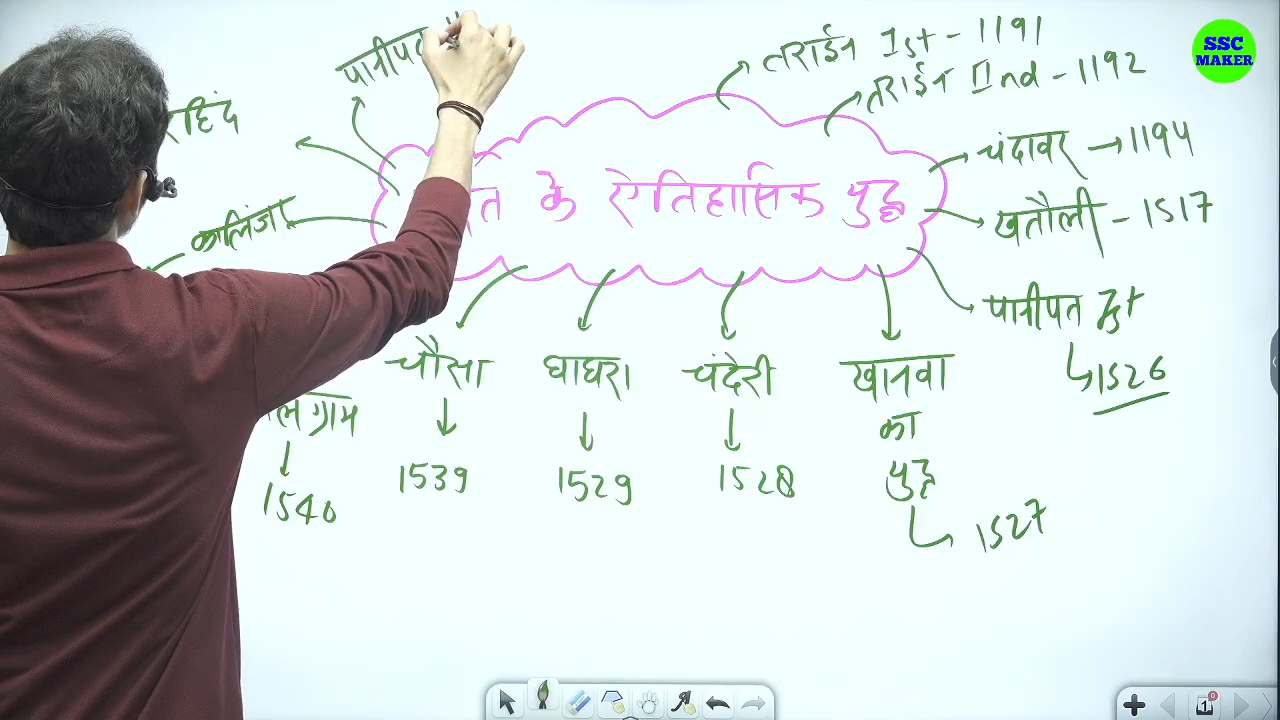 SSC
MAKER
तराईन Ist - 1191
तराईन IInd - 1192
चंदावर → 1194
खतौली - 1517
पानीपत Ist
1526
पानीपत
कालिंजर
के ऐतिहासिक युद्ध
चौसा
1539
घाघरा
1529
चंदेरी
1528
खानवा
का
युद्ध
1527
ग्राम
1540